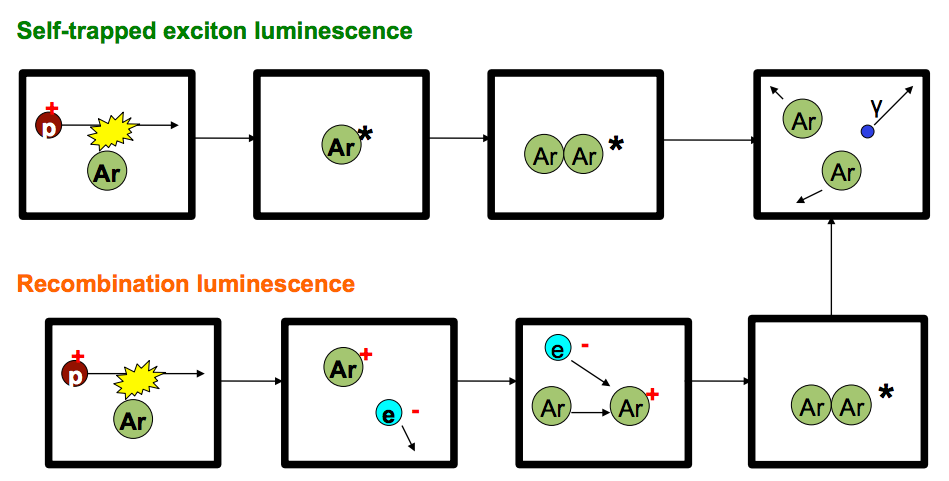 Self-trapped exciton luminescence
+
p
Ar
Ar*
Ar Ar *
Ar
γ
Ar
Recombination luminescence
+
p
Ar
Ar+
e -
e -
Ar Ar+
Ar Ar *